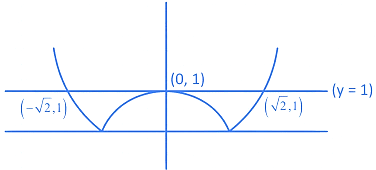 (0, 1)
(y = 1)
(-√2,1)
(√2,1)